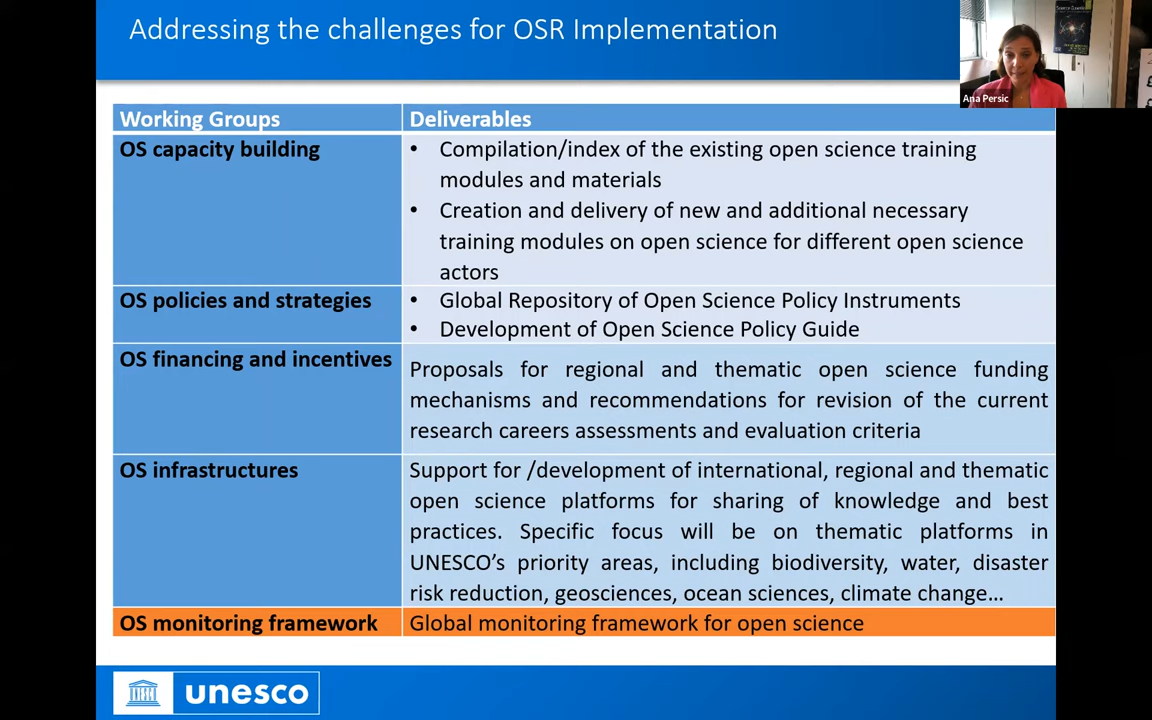 Addressing the challenges for OSR Implementation
Ana Persic
Working Groups
Deliverables
OS capacity building
• Compilation/index of the existing open science training
modules and materials
• Creation and delivery of new and additional necessary
training modules on open science for different open science
actors
OS policies and strategies
• Global Repository of Open Science Policy Instruments
• Development of Open Science Policy Guide
OS financing and incentives
Proposals for regional and thematic open science funding
mechanisms and recommendations for revision of the current
research careers assessments and evaluation criteria
OS infrastructures
Support for /development of international, regional and thematic
open science platforms for sharing of knowledge and best
practices. Specific focus will be on thematic platforms in
UNESCO’s priority areas, including biodiversity, water, disaster
risk reduction, geosciences, ocean sciences, climate change…
OS monitoring framework
Global monitoring framework for open science
unesco